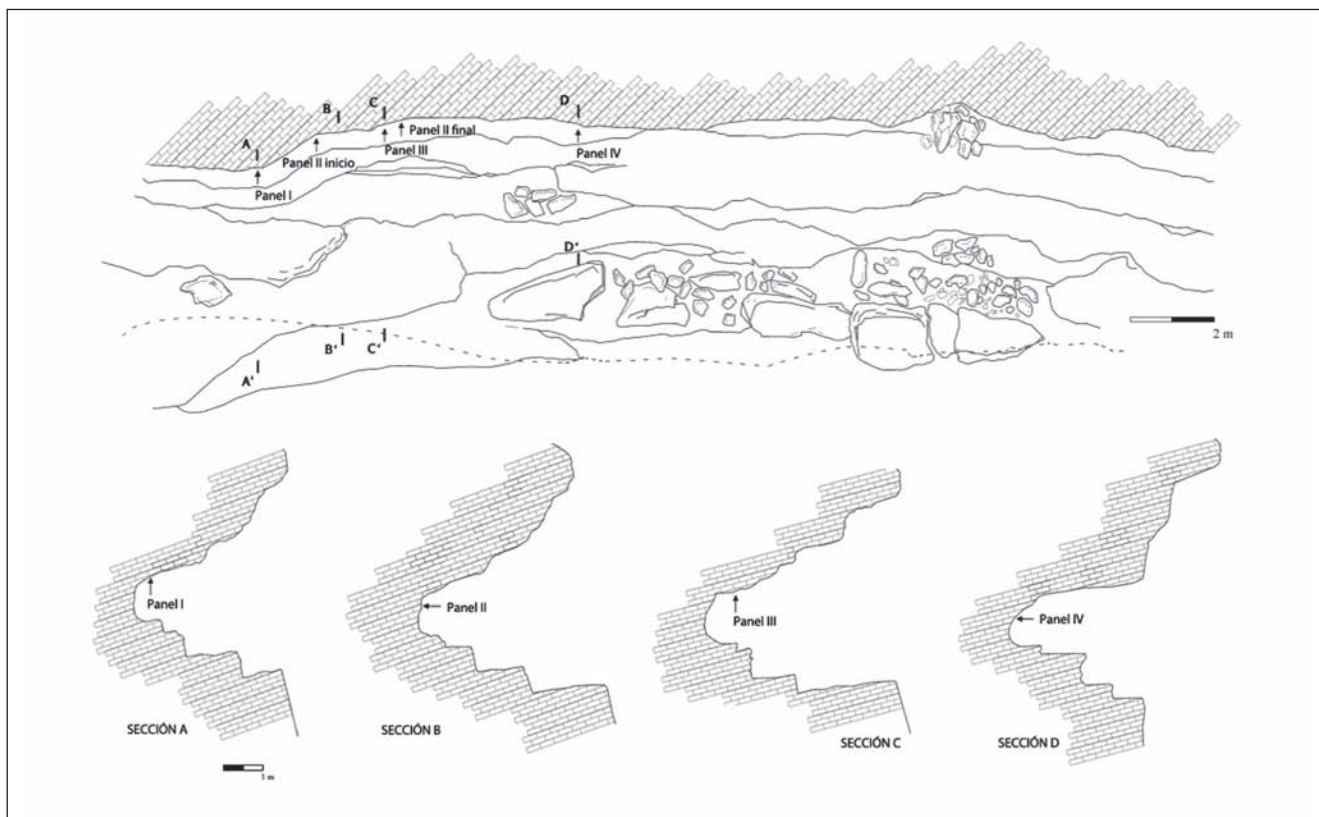 A
B
C
D
Panel II final
Panel II inicio
Panel III
Panel IV
Panel I
D'
2 m
B'
C'
A'
Panel I
Panel II
Panel III
Panel IV
SECCIÓN A
SECCIÓN B
SECCIÓN C
SECCIÓN D
1 m